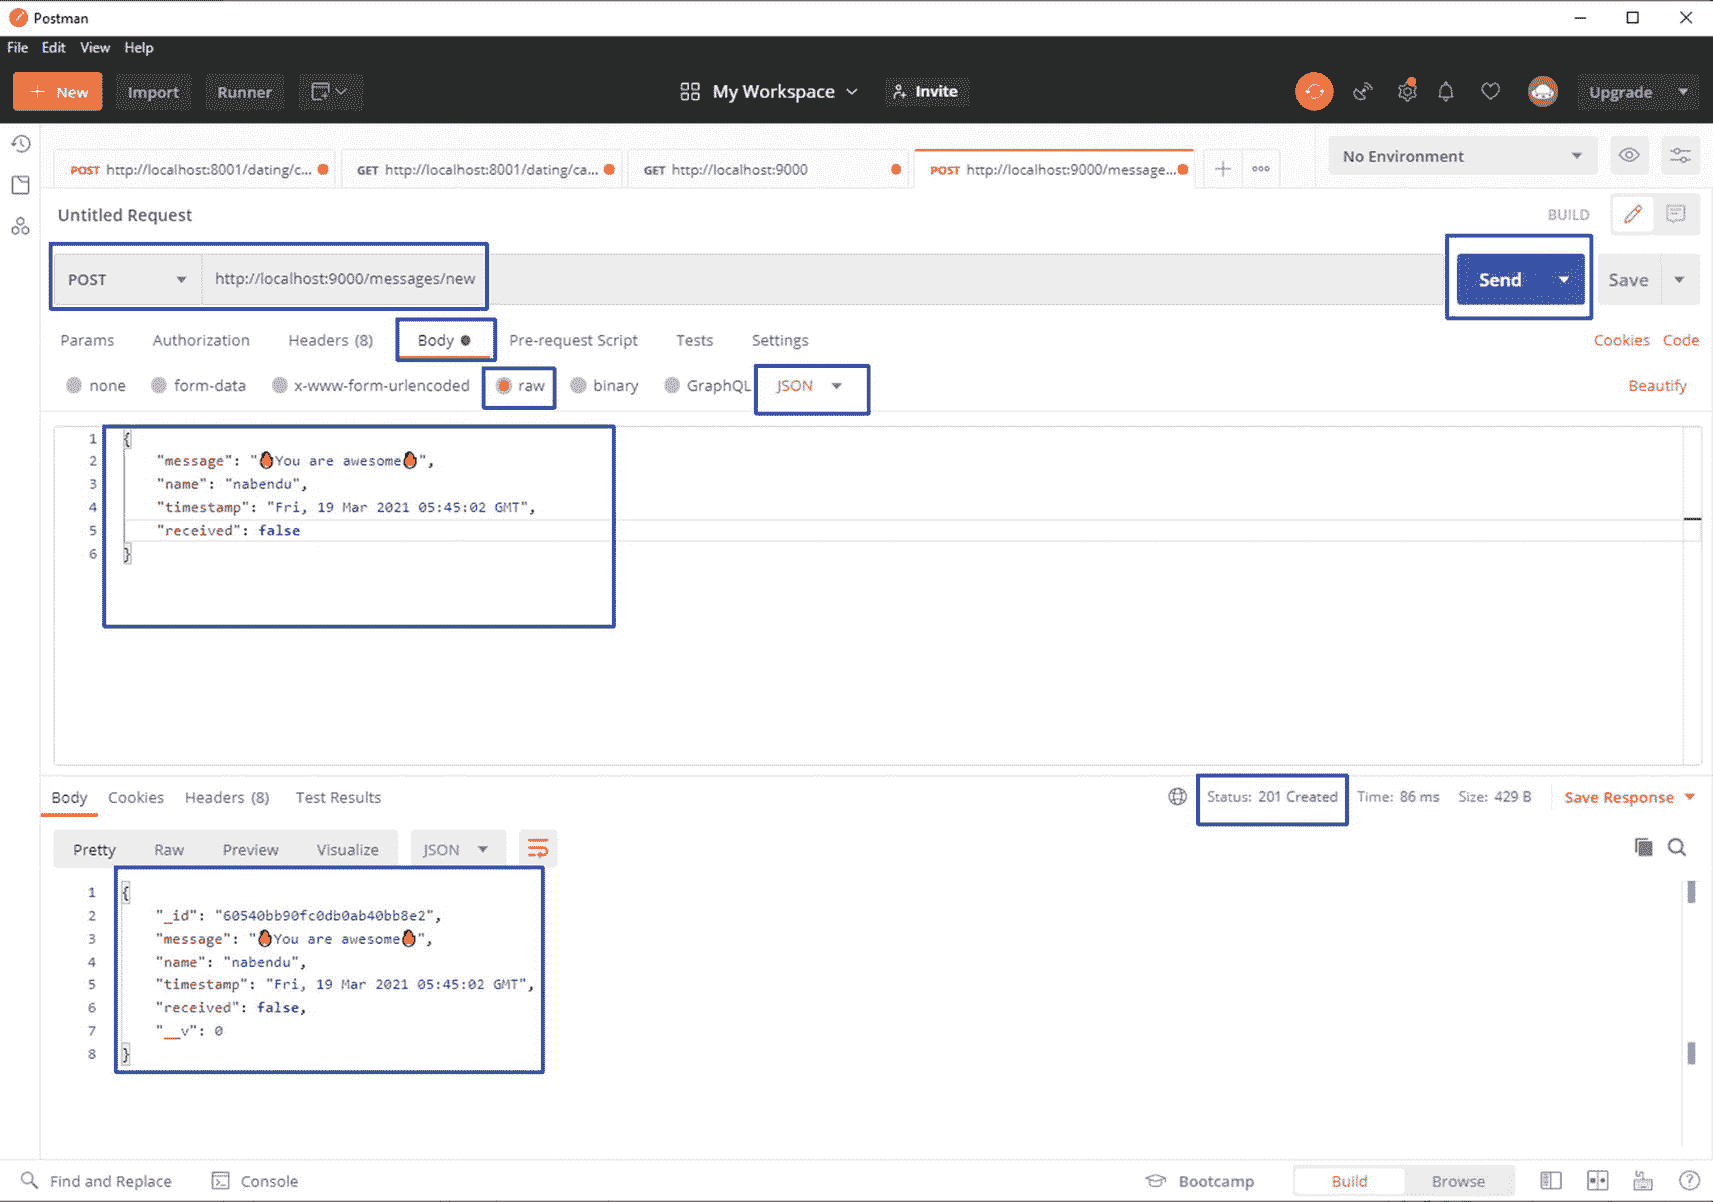 Postman
File Edit View Help
+ New Import Runner My Workspace Invite Upgrade
POST http://localhost:8001/dating/c... GET http://localhost:8001/dating/ca... GET http://localhost:9000 POST http://localhost:9000/message... No Environment
Untitled Request BUILD
POST http://localhost:9000/messages/new Send Save
Params Authorization Headers (8) Body Pre-request Script Tests Settings Cookies Code
none form-data x-www-form-urlencoded raw binary GraphQL JSON Beautify
1 {
2 "message": "🔥You are awesome🔥",
3 "name": "nabendu",
4 "timestamp": "Fri, 19 Mar 2021 05:45:02 GMT",
5 "received": false
6 }
Body Cookies Headers (8) Test Results Status: 201 Created Time: 86 ms Size: 429 B Save Response
Pretty Raw Preview Visualize JSON
1 {
2 "_id": "60540bb90fc0db0ab40bb8e2",
3 "message": "🔥You are awesome🔥",
4 "name": "nabendu",
5 "timestamp": "Fri, 19 Mar 2021 05:45:02 GMT",
6 "received": false,
7 "__v": 0
8 }
Find and Replace Console Bootcamp Build Browse